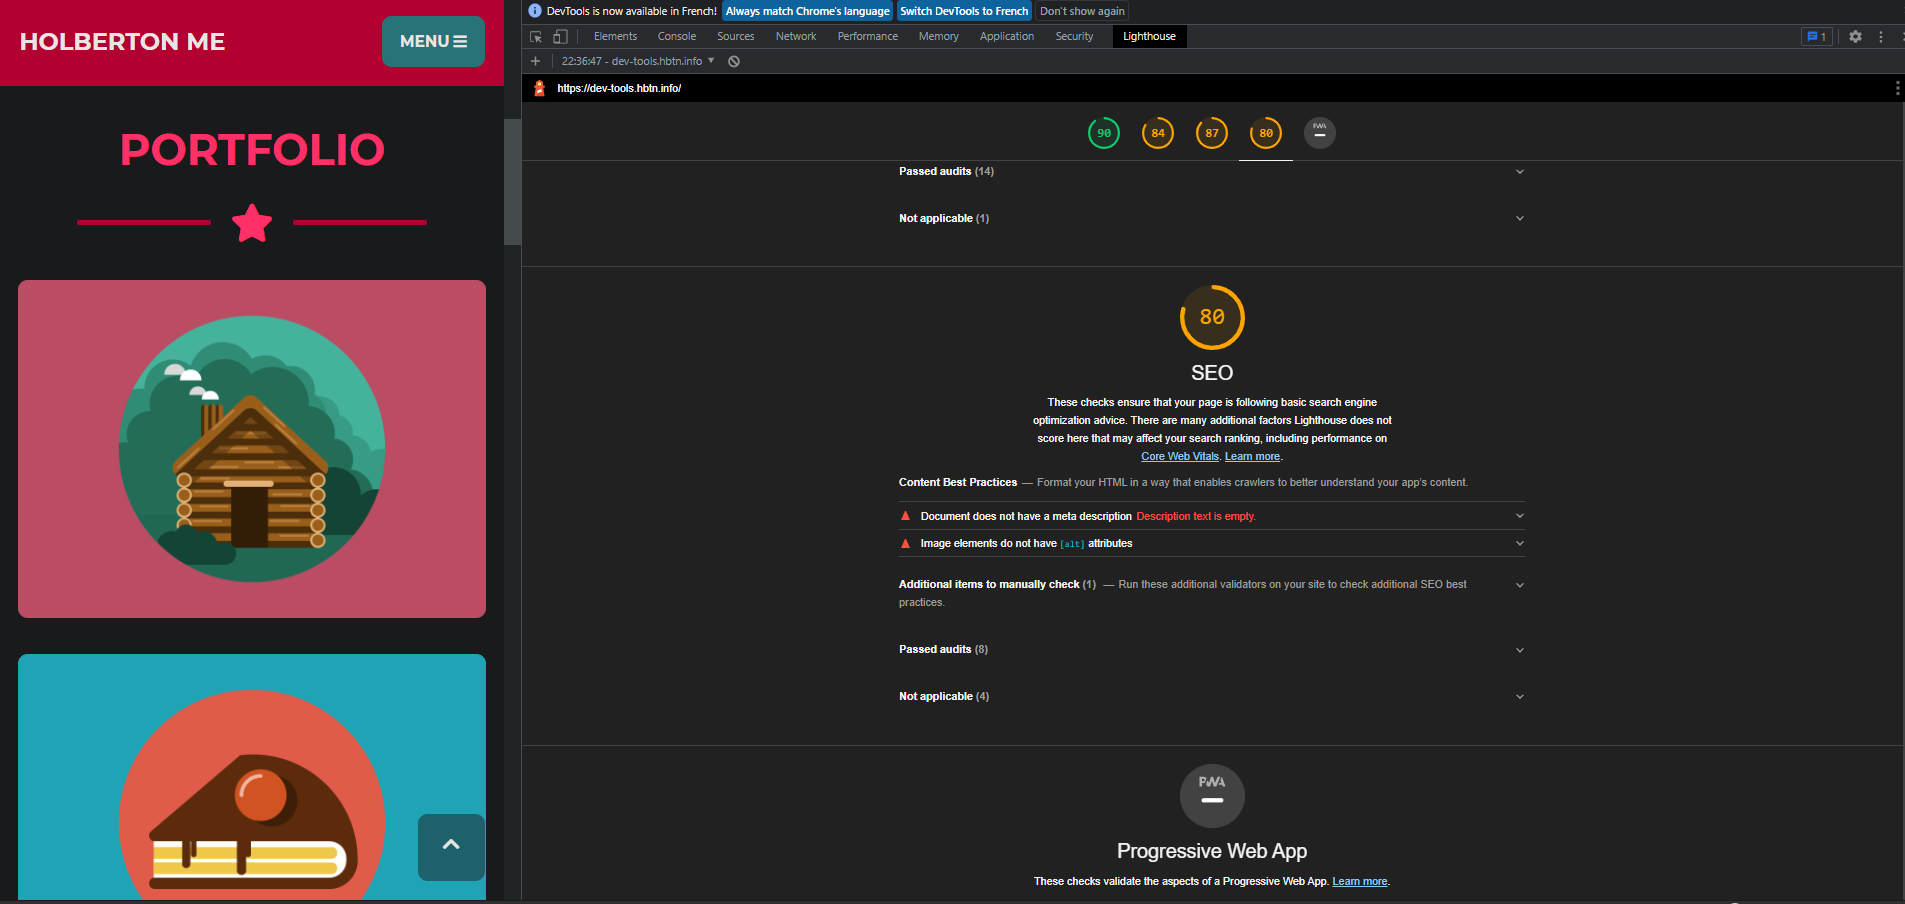 HOLBERTON ME
MENU
PORTFOLIO
DevTools is now available in French! Always match Chrome's language Switch DevTools to French Don't show again
Elements Console Sources Network Performance Memory Application Security Lighthouse 1
22:36:47 - dev-tools.hbtn.info
https://dev-tools.hbtn.info/
90 84 87 80 PWA
Passed audits (14)
Not applicable (1)
80
SEO
These checks ensure that your page is following basic search engine
optimization advice. There are many additional factors Lighthouse does not
score here that may affect your search ranking, including performance on
Core Web Vitals. Learn more.
Content Best Practices — Format your HTML in a way that enables crawlers to better understand your app's content.
Document does not have a meta description Description text is empty.
Image elements do not have [alt] attributes
Additional items to manually check (1) — Run these additional validators on your site to check additional SEO best
practices.
Passed audits (8)
Not applicable (4)
PWA
Progressive Web App
These checks validate the aspects of a Progressive Web App. Learn more.